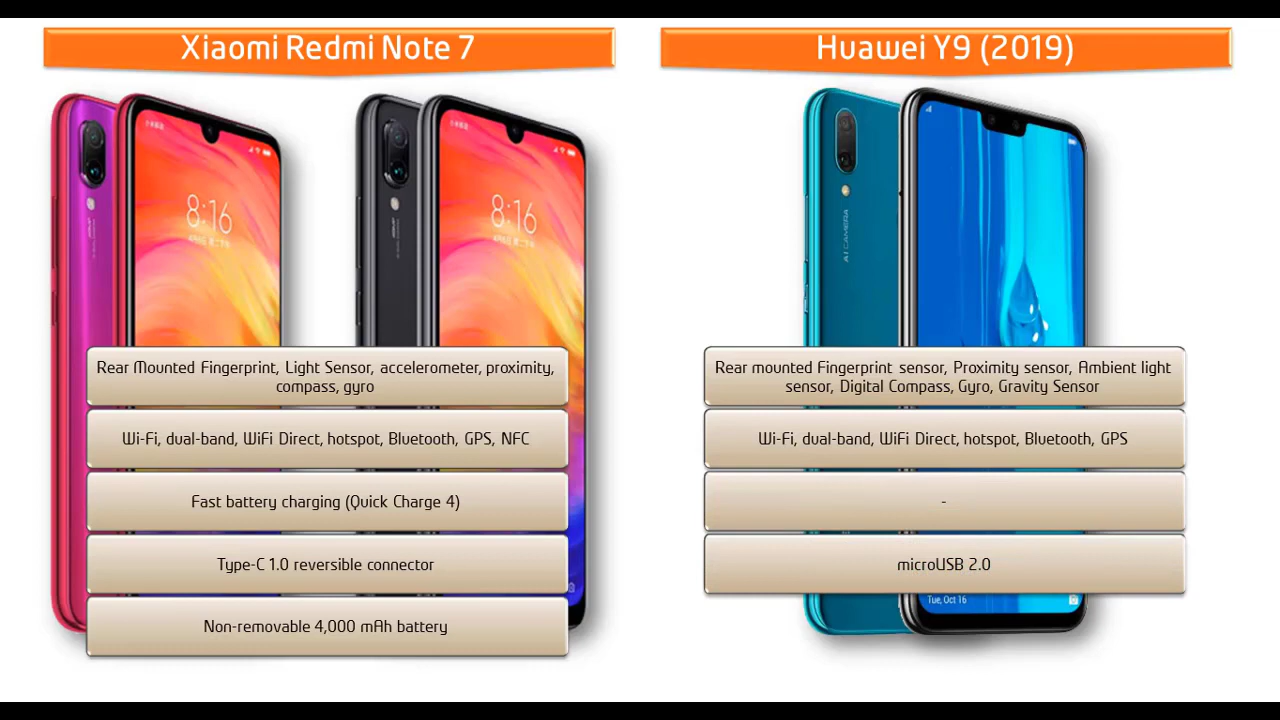 Xiaomi Redmi Note 7
Huawei Y9 (2019)
8:16
8:16
AI CAMERA
Rear Mounted Fingerprint, Light Sensor, accelerometer, proximity,
compass, gyro
Wi-Fi, dual-band, WiFi Direct, hotspot, Bluetooth, GPS, NFC
Fast battery charging (Quick Charge 4)
Type-C 1.0 reversible connector
Non-removable 4,000 mAh battery
Rear mounted Fingerprint sensor, Proximity sensor, Ambient light
sensor, Digital Compass, Gyro, Gravity Sensor
Wi-Fi, dual-band, WiFi Direct, hotspot, Bluetooth, GPS
-
microUSB 2.0
Tue, Oct 16